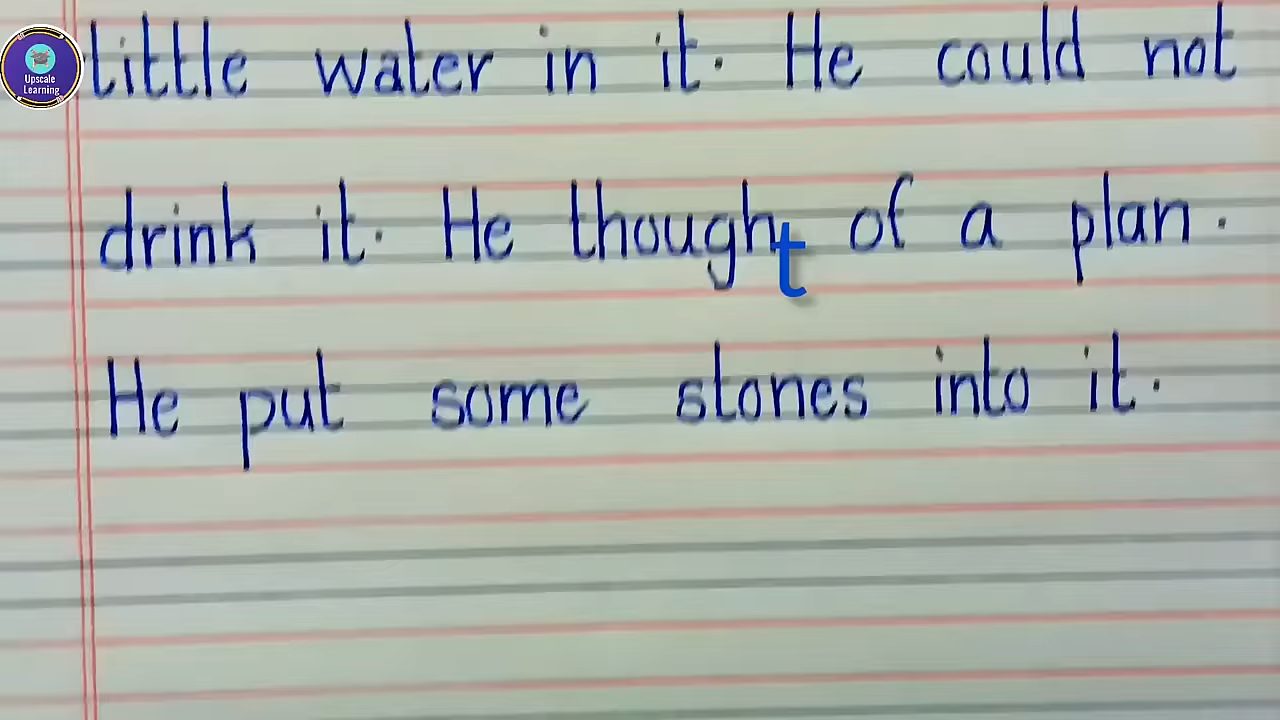 Upscale
Learning
little water in it. He could not
drink it. He thought of a plan.
He put some stones into it.